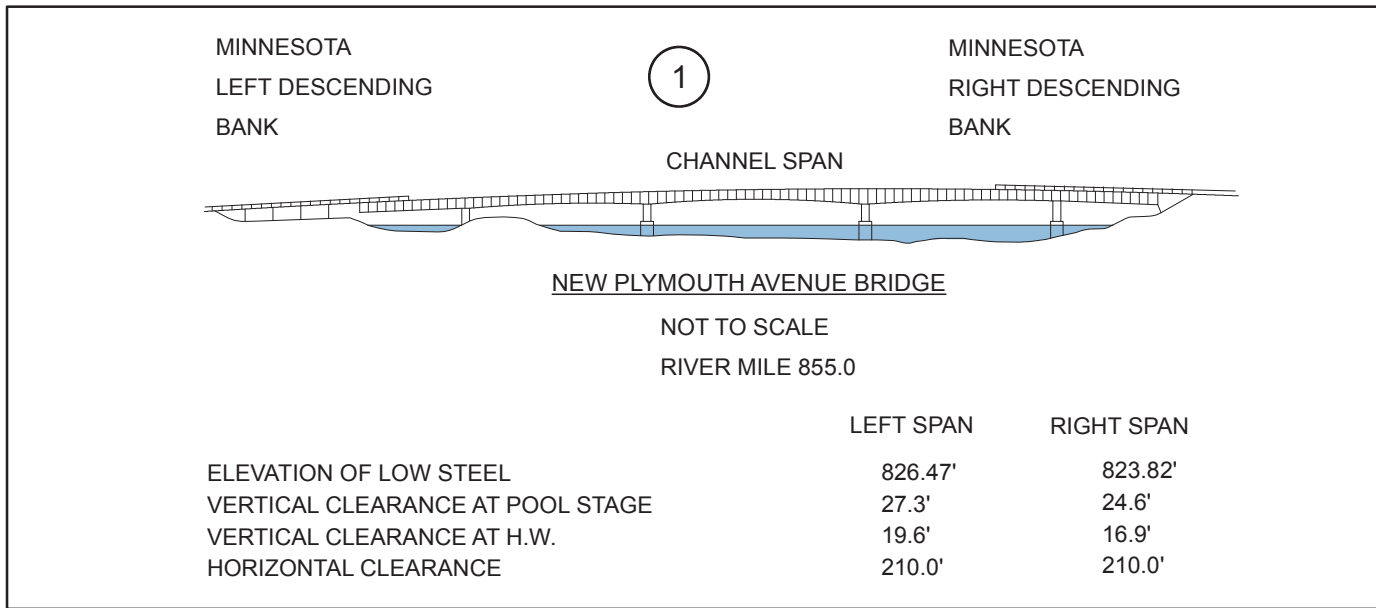 MINNESOTA
LEFT DESCENDING
BANK
1
MINNESOTA
RIGHT DESCENDING
BANK
CHANNEL SPAN
NEW PLYMOUTH AVENUE BRIDGE
NOT TO SCALE
RIVER MILE 855.0
LEFT SPAN RIGHT SPAN
ELEVATION OF LOW STEEL 826.47' 823.82'
VERTICAL CLEARANCE AT POOL STAGE 27.3' 24.6'
VERTICAL CLEARANCE AT H.W. 19.6' 16.9'
HORIZONTAL CLEARANCE 210.0' 210.0'